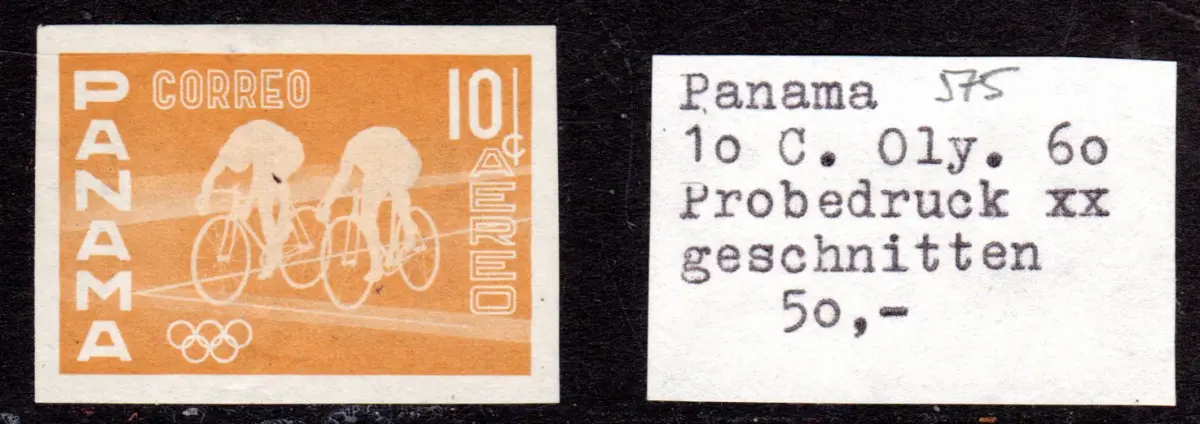 PANAMA
CORREO
10¢
AEREO
Panama 575
1o C. Oly. 6o
Probedruck xx
geschnitten
5o,-